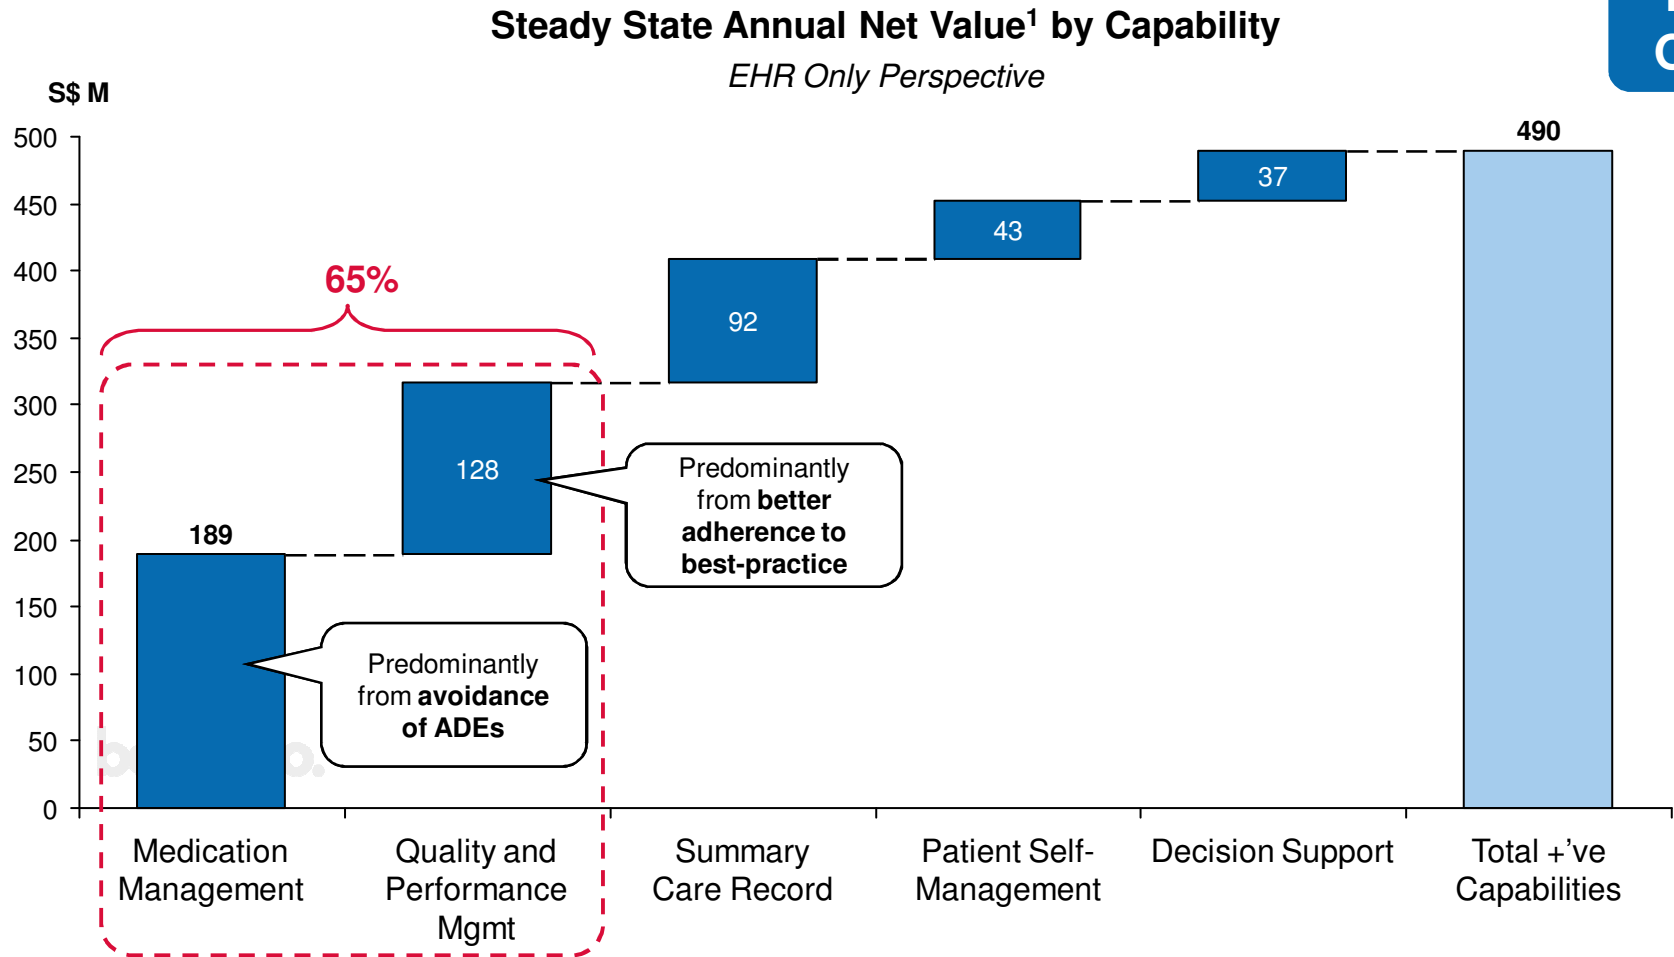 Steady State Annual Net Value1 by Capability
EHR Only Perspective
S$ M
500
450
400
350
300
250
200
150
100
50
0
65%
189
128
92
43
37
490
Predominantly
from better
adherence to
best-practice
Predominantly
from avoidance
of ADEs
Medication
Management
Quality and
Performance
Mgmt
Summary
Care Record
Patient Self-
Management
Decision Support
Total +’ve
Capabilities